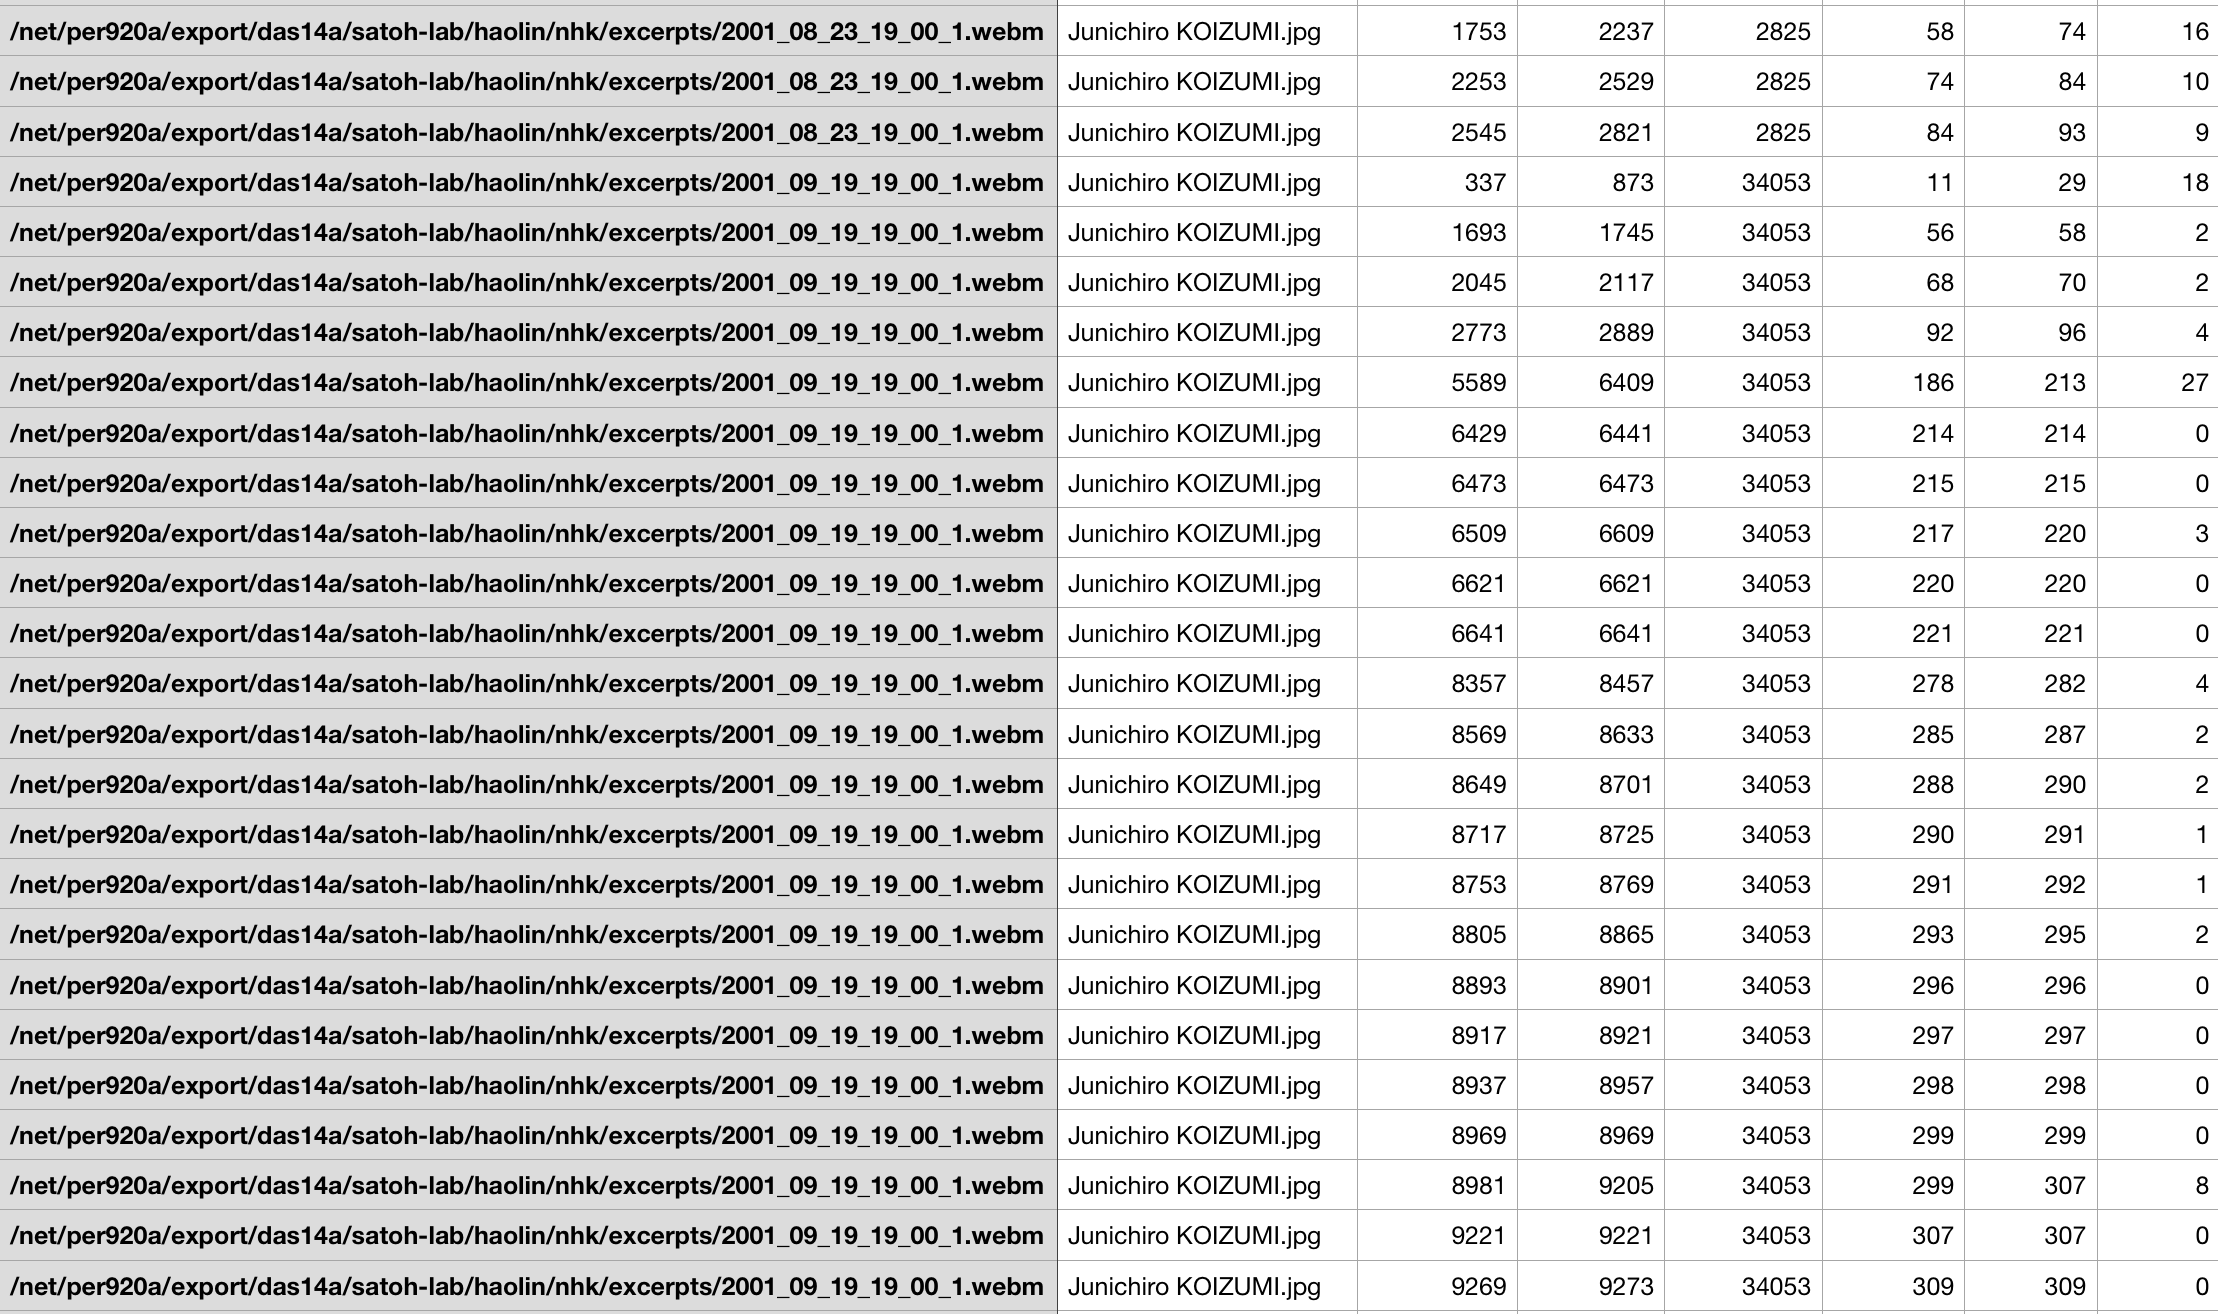 /net/per920a/export/das14a/satoh-lab/haolin/nhk/excerpts/2001_08_23_19_00_1.webm Junichiro KOIZUMI.jpg 1753 2237 2825 58 74 16
/net/per920a/export/das14a/satoh-lab/haolin/nhk/excerpts/2001_08_23_19_00_1.webm Junichiro KOIZUMI.jpg 2253 2529 2825 74 84 10
/net/per920a/export/das14a/satoh-lab/haolin/nhk/excerpts/2001_08_23_19_00_1.webm Junichiro KOIZUMI.jpg 2545 2821 2825 84 93 9
/net/per920a/export/das14a/satoh-lab/haolin/nhk/excerpts/2001_09_19_19_00_1.webm Junichiro KOIZUMI.jpg 337 873 34053 11 29 18
/net/per920a/export/das14a/satoh-lab/haolin/nhk/excerpts/2001_09_19_19_00_1.webm Junichiro KOIZUMI.jpg 1693 1745 34053 56 58 2
/net/per920a/export/das14a/satoh-lab/haolin/nhk/excerpts/2001_09_19_19_00_1.webm Junichiro KOIZUMI.jpg 2045 2117 34053 68 70 2
/net/per920a/export/das14a/satoh-lab/haolin/nhk/excerpts/2001_09_19_19_00_1.webm Junichiro KOIZUMI.jpg 2773 2889 34053 92 96 4
/net/per920a/export/das14a/satoh-lab/haolin/nhk/excerpts/2001_09_19_19_00_1.webm Junichiro KOIZUMI.jpg 5589 6409 34053 186 213 27
/net/per920a/export/das14a/satoh-lab/haolin/nhk/excerpts/2001_09_19_19_00_1.webm Junichiro KOIZUMI.jpg 6429 6441 34053 214 214 0
/net/per920a/export/das14a/satoh-lab/haolin/nhk/excerpts/2001_09_19_19_00_1.webm Junichiro KOIZUMI.jpg 6473 6473 34053 215 215 0
/net/per920a/export/das14a/satoh-lab/haolin/nhk/excerpts/2001_09_19_19_00_1.webm Junichiro KOIZUMI.jpg 6509 6609 34053 217 220 3
/net/per920a/export/das14a/satoh-lab/haolin/nhk/excerpts/2001_09_19_19_00_1.webm Junichiro KOIZUMI.jpg 6621 6621 34053 220 220 0
/net/per920a/export/das14a/satoh-lab/haolin/nhk/excerpts/2001_09_19_19_00_1.webm Junichiro KOIZUMI.jpg 6641 6641 34053 221 221 0
/net/per920a/export/das14a/satoh-lab/haolin/nhk/excerpts/2001_09_19_19_00_1.webm Junichiro KOIZUMI.jpg 8357 8457 34053 278 282 4
/net/per920a/export/das14a/satoh-lab/haolin/nhk/excerpts/2001_09_19_19_00_1.webm Junichiro KOIZUMI.jpg 8569 8633 34053 285 287 2
/net/per920a/export/das14a/satoh-lab/haolin/nhk/excerpts/2001_09_19_19_00_1.webm Junichiro KOIZUMI.jpg 8649 8701 34053 288 290 2
/net/per920a/export/das14a/satoh-lab/haolin/nhk/excerpts/2001_09_19_19_00_1.webm Junichiro KOIZUMI.jpg 8717 8725 34053 290 291 1
/net/per920a/export/das14a/satoh-lab/haolin/nhk/excerpts/2001_09_19_19_00_1.webm Junichiro KOIZUMI.jpg 8753 8769 34053 291 292 1
/net/per920a/export/das14a/satoh-lab/haolin/nhk/excerpts/2001_09_19_19_00_1.webm Junichiro KOIZUMI.jpg 8805 8865 34053 293 295 2
/net/per920a/export/das14a/satoh-lab/haolin/nhk/excerpts/2001_09_19_19_00_1.webm Junichiro KOIZUMI.jpg 8893 8901 34053 296 296 0
/net/per920a/export/das14a/satoh-lab/haolin/nhk/excerpts/2001_09_19_19_00_1.webm Junichiro KOIZUMI.jpg 8917 8921 34053 297 297 0
/net/per920a/export/das14a/satoh-lab/haolin/nhk/excerpts/2001_09_19_19_00_1.webm Junichiro KOIZUMI.jpg 8937 8957 34053 298 298 0
/net/per920a/export/das14a/satoh-lab/haolin/nhk/excerpts/2001_09_19_19_00_1.webm Junichiro KOIZUMI.jpg 8969 8969 34053 299 299 0
/net/per920a/export/das14a/satoh-lab/haolin/nhk/excerpts/2001_09_19_19_00_1.webm Junichiro KOIZUMI.jpg 8981 9205 34053 299 307 8
/net/per920a/export/das14a/satoh-lab/haolin/nhk/excerpts/2001_09_19_19_00_1.webm Junichiro KOIZUMI.jpg 9221 9221 34053 307 307 0
/net/per920a/export/das14a/satoh-lab/haolin/nhk/excerpts/2001_09_19_19_00_1.webm Junichiro KOIZUMI.jpg 9269 9273 34053 309 309 0